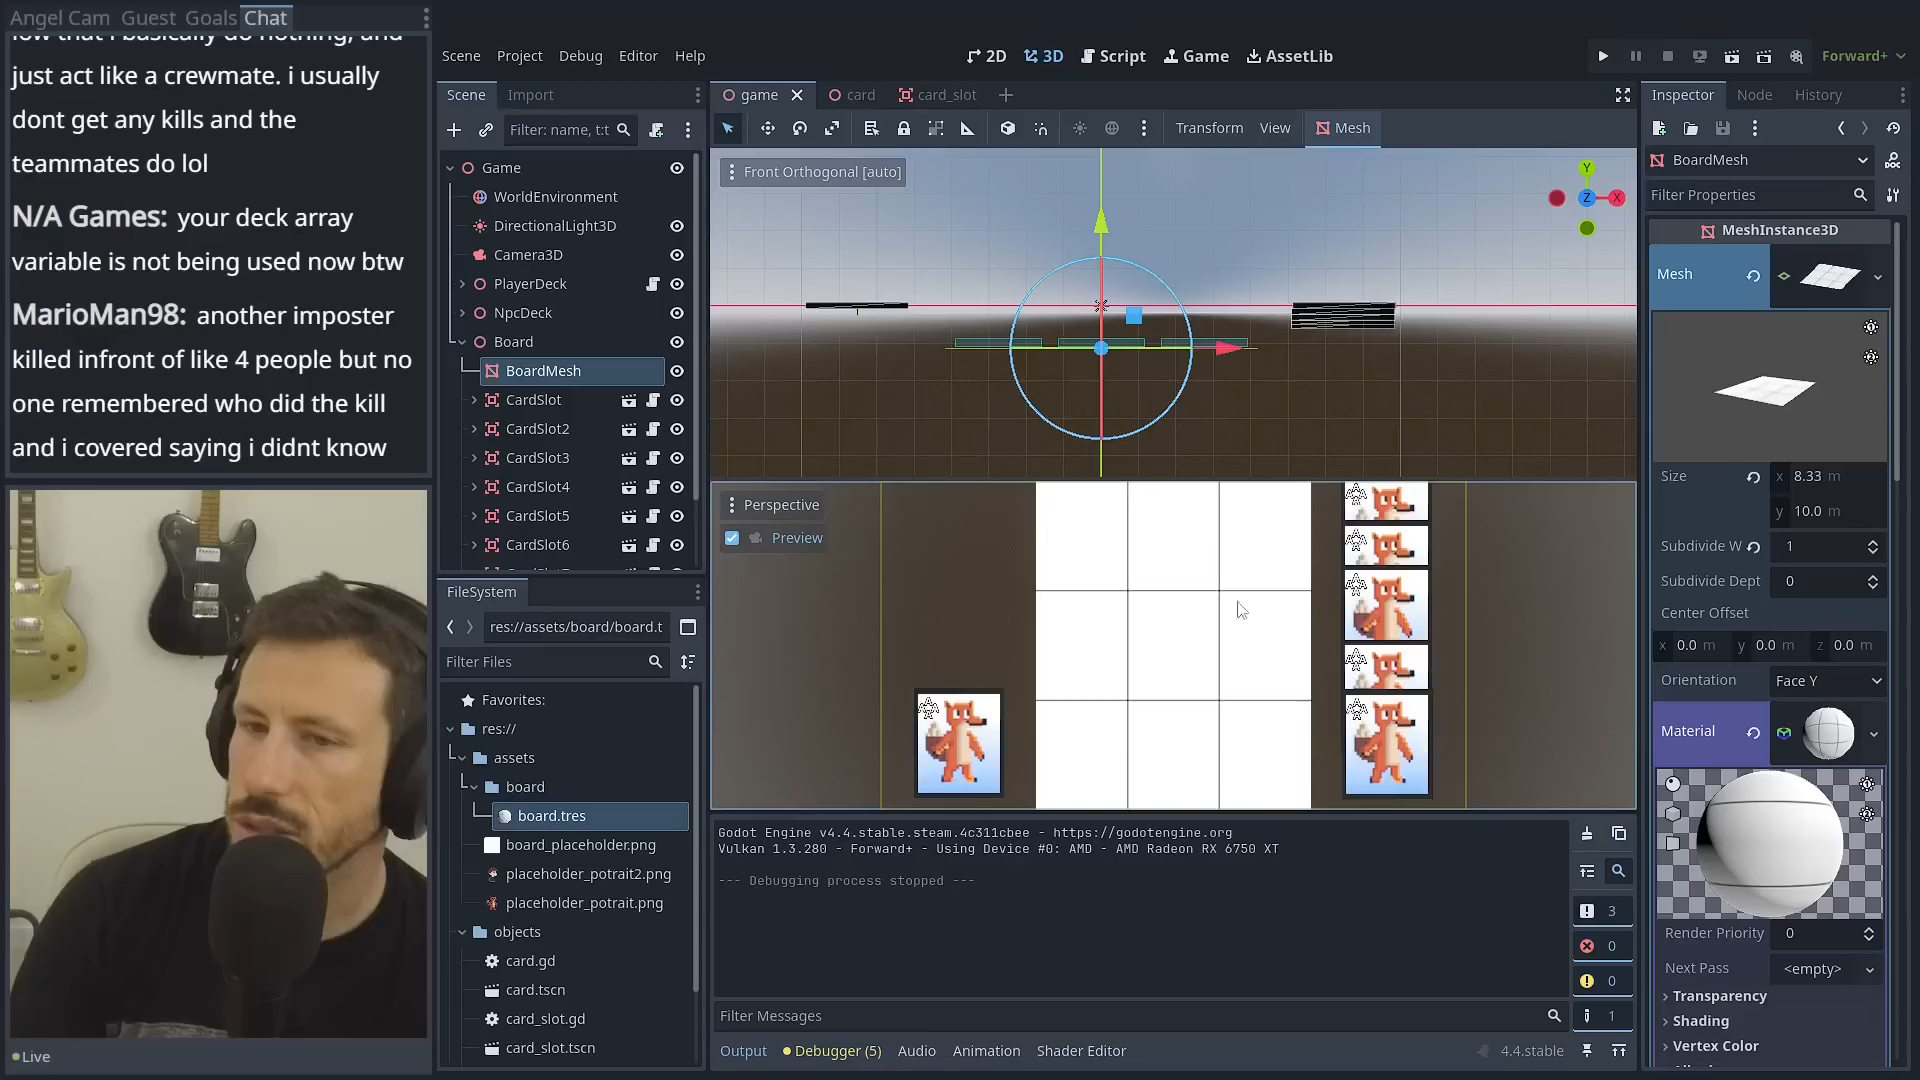 Angel Cam Guest Goals Chat
low that i basically do nothing, and
just act like a crewmate. i usually
dont get any kills and the
teammates do lol
N/A Games: your deck array
variable is not being used now btw
MarioMan98: another imposter
killed infront of like 4 people but no
one remembered who did the kill
and i covered saying i didnt know
Live
Scene Project Debug Editor Help
2D 3D Script Game AssetLib
Forward+
Scene Import
Filter: name, t:t
Game
WorldEnvironment
DirectionalLight3D
Camera3D
PlayerDeck
NpcDeck
Board
BoardMesh
CardSlot
CardSlot2
CardSlot3
CardSlot4
CardSlot5
CardSlot6
FileSystem
res://assets/board/board.t
Filter Files
Favorites:
res://
assets
board
board.tres
board_placeholder.png
placeholder_potrait2.png
placeholder_potrait.png
objects
card.gd
card.tscn
card_slot.gd
card_slot.tscn
game card card_slot
Transform View Mesh
Front Orthogonal [auto]
Y
Z X
Perspective
Preview
Godot Engine v4.4.stable.steam.4c311cbee - https://godotengine.org
Vulkan 1.3.280 - Forward+ - Using Device #0: AMD - AMD Radeon RX 6750 XT
--- Debugging process stopped ---
3
0
0
1
Filter Messages
Output Debugger (5) Audio Animation Shader Editor 4.4.stable
Inspector Node History
BoardMesh
Filter Properties
MeshInstance3D
Mesh
Size x 8.33 m
y 10.0 m
Subdivide W 1
Subdivide Dept 0
Center Offset
x 0.0 m y 0.0 m z 0.0 m
Orientation Face Y
Material
Render Priority 0
Next Pass <empty>
Transparency
Shading
Vertex Color